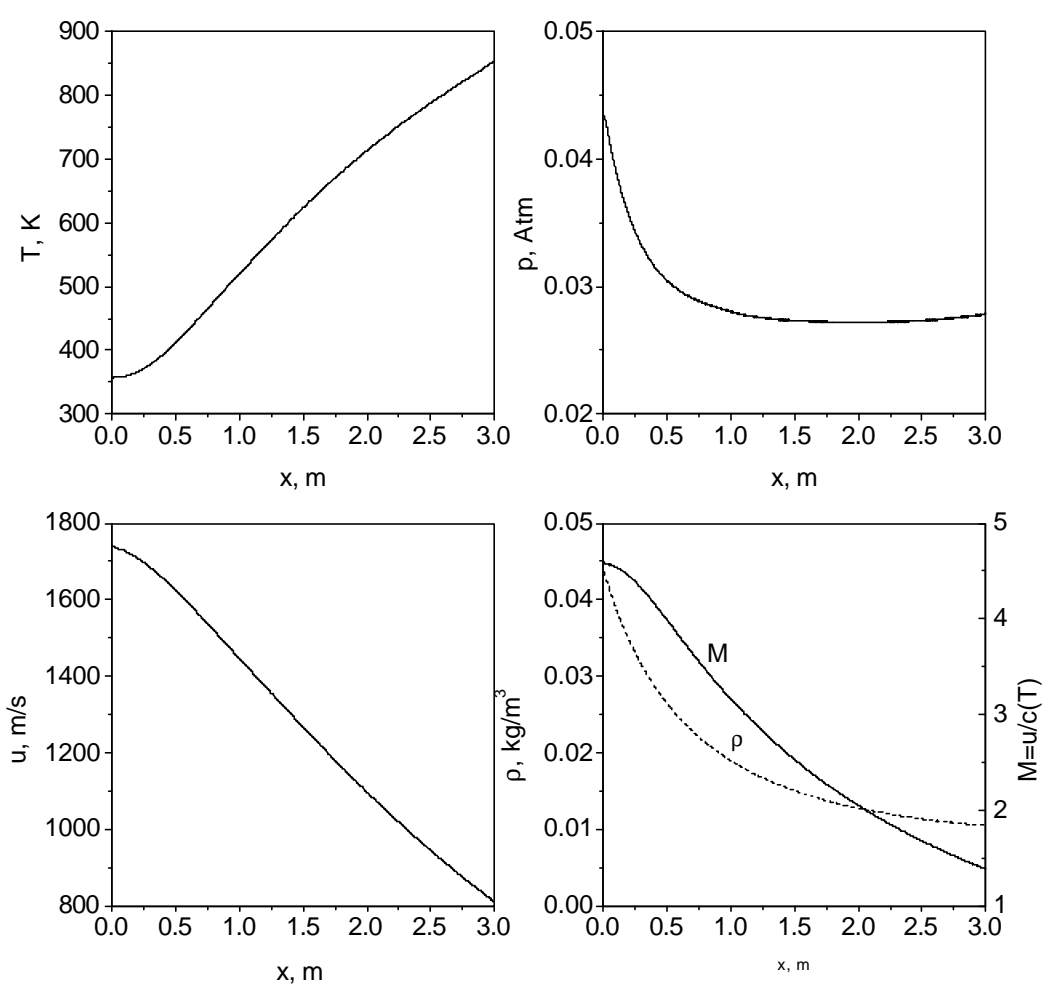 900
800
700
600
500
400
300
T, K
0.0 0.5 1.0 1.5 2.0 2.5 3.0
x, m
0.05
0.04
0.03
0.02
p, Atm
0.0 0.5 1.0 1.5 2.0 2.5 3.0
x, m
1800
1600
1400
1200
1000
800
u, m/s
0.0 0.5 1.0 1.5 2.0 2.5 3.0
x, m
0.05
0.04
0.03
0.02
0.01
0.00
ρ, kg/m³
M
ρ
5
4
3
2
1
M=u/c(T)
0.0 0.5 1.0 1.5 2.0 2.5 3.0
x, m